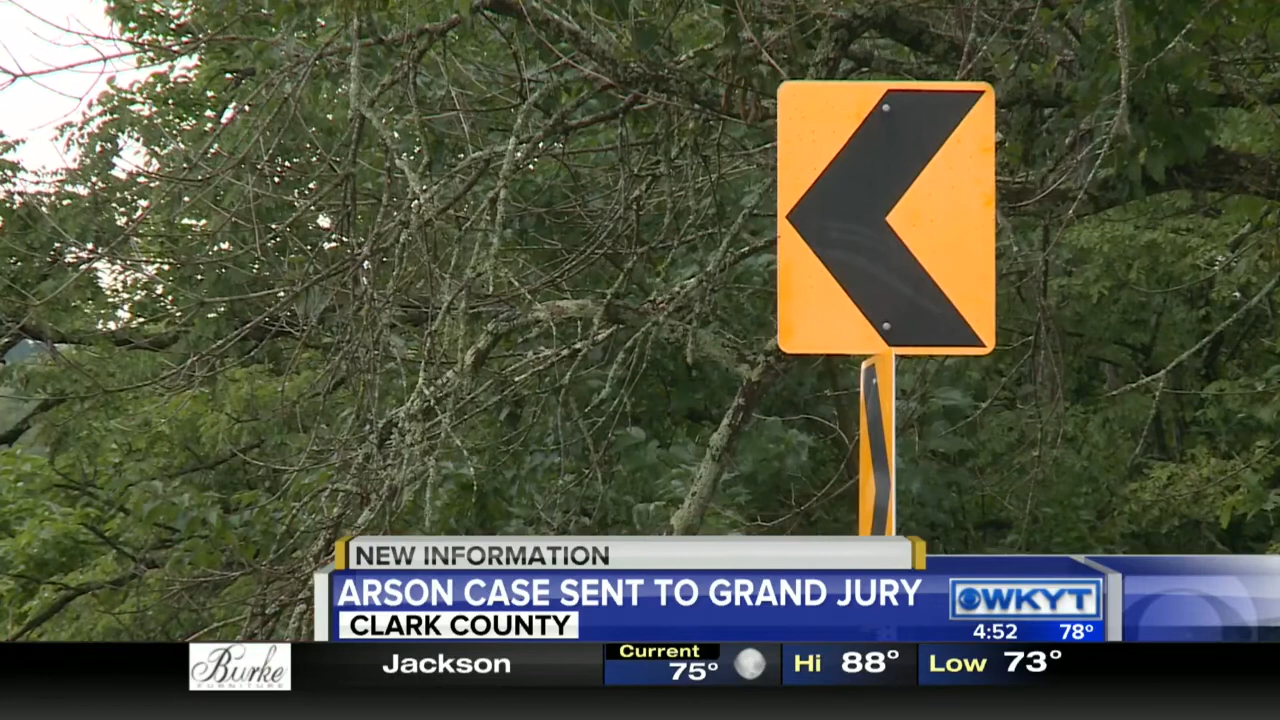 NEW INFORMATION
ARSON CASE SENT TO GRAND JURY
CLARK COUNTY
WKYT
4:52 78°
Burke
FURNITURE
Jackson
Current
75°
Hi 88°
Low 73°